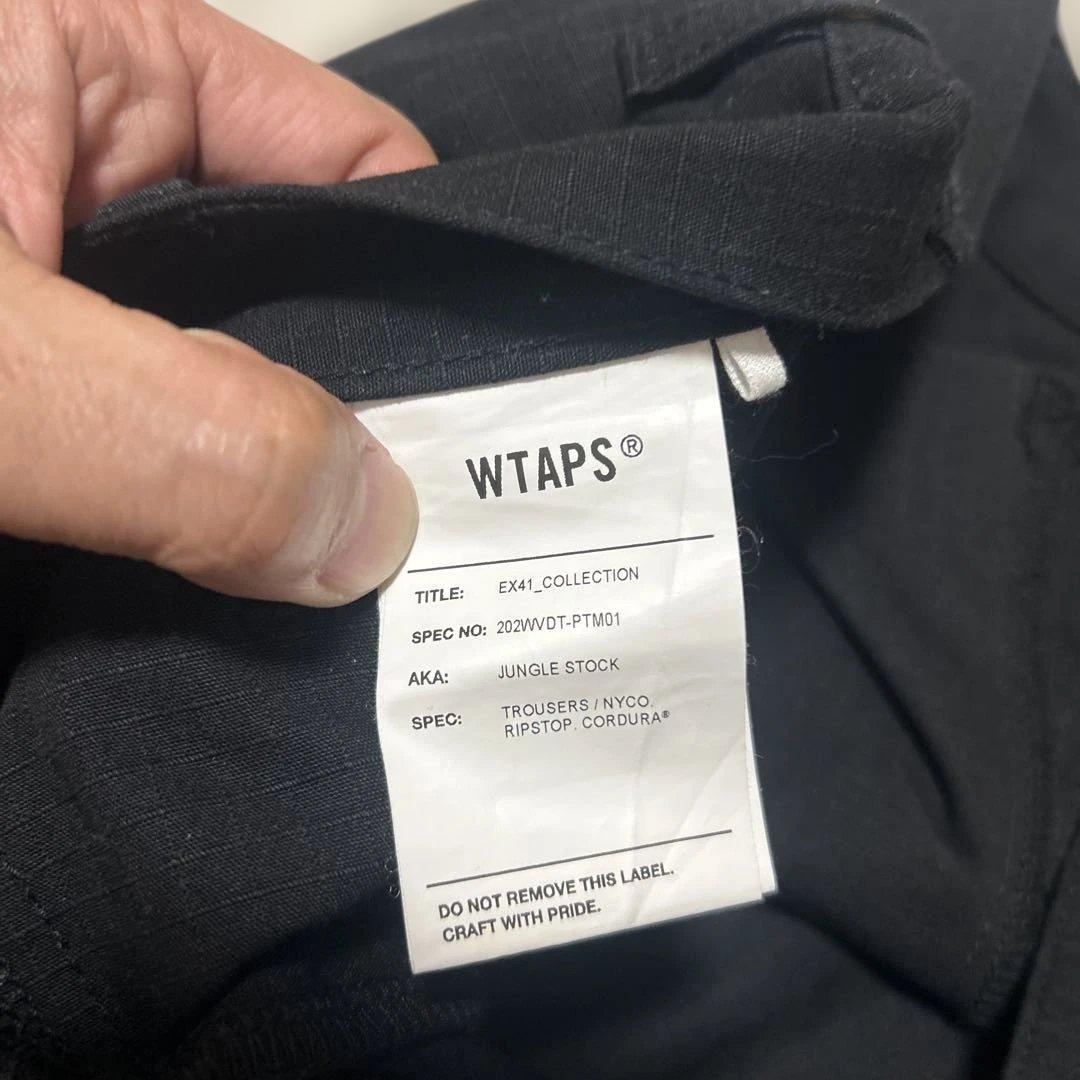 WTAPS®
TITLE: EX41_COLLECTION
SPEC NO: 202WVDT-PTM01
AKA: JUNGLE STOCK
SPEC: TROUSERS / NYCO.
RIPSTOP. CORDURA®
DO NOT REMOVE THIS LABEL.
CRAFT WITH PRIDE.